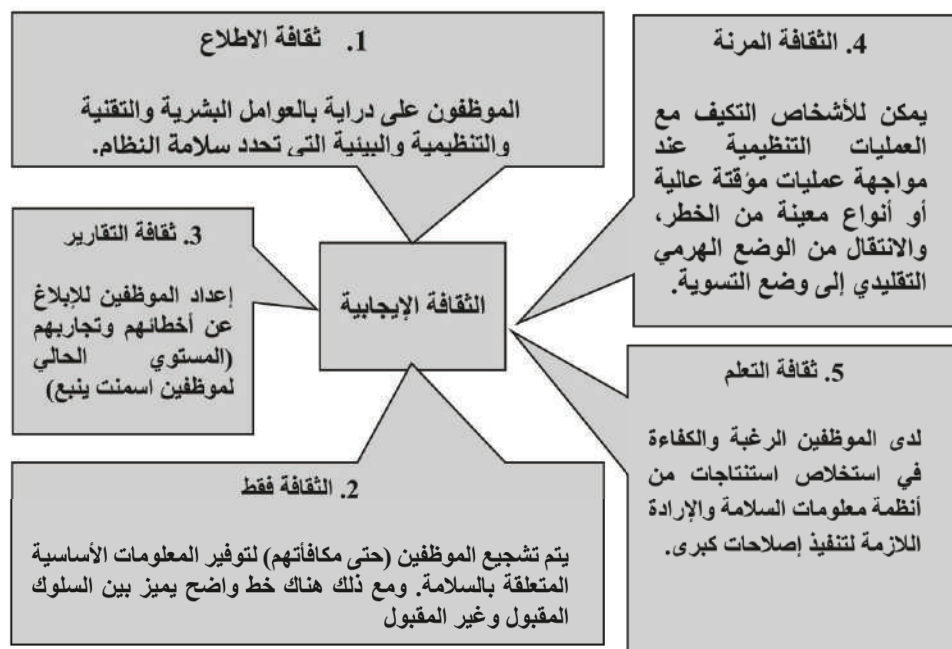 1. ثقافة الاطلاع
الموظفون على دراية بالعوامل البشرية والتقنية
والتنظيمية والبيئية التي تحدد سلامة النظام.
4. الثقافة المرنة
يمكن للأشخاص التكيف مع
العمليات التنظيمية عند
مواجهة عمليات مؤقتة عالية
أو أنواع معينة من الخطر،
والانتقال من الوضع الهرمي
التقليدي إلى وضع التسوية.
3. ثقافة التقارير
إعداد الموظفين للإبلاغ
عن أخطائهم وتجاربهم
(المستوي الحالي
لموظفين اسمنت ينبع)
الثقافة الإيجابية
5. ثقافة التعلم
لدى الموظفين الرغبة والكفاءة
في استخلاص استنتاجات من
أنظمة معلومات السلامة والإرادة
اللازمة لتنفيذ إصلاحات كبرى.
2. الثقافة فقط
يتم تشجيع الموظفين (حتى مكافأتهم) لتوفير المعلومات الأساسية
المتعلقة بالسلامة. ومع ذلك هناك خط واضح يميز بين السلوك
المقبول وغير المقبول